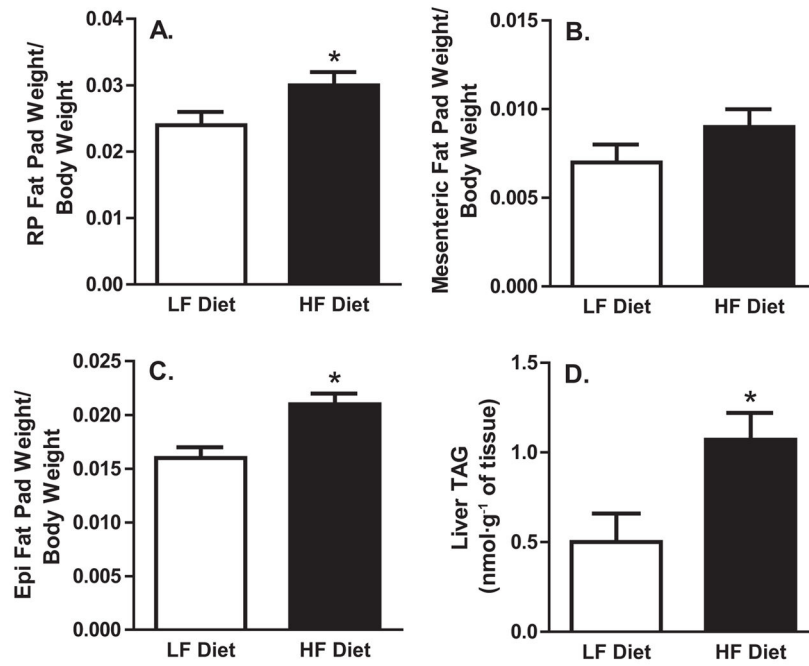 A.
RP Fat Pad Weight/
Body Weight
0.04
0.03
0.02
0.01
0.00
*
LF Diet
HF Diet
B.
Mesenteric Fat Pad Weight/
Body Weight
0.015
0.010
0.005
0.000
LF Diet
HF Diet
C.
Epi Fat Pad Weight/
Body Weight
0.025
0.020
0.015
0.010
0.005
0.000
*
LF Diet
HF Diet
D.
Liver TAG
(nmol·g⁻¹ of tissue)
1.5
1.0
0.5
0.0
*
LF Diet
HF Diet